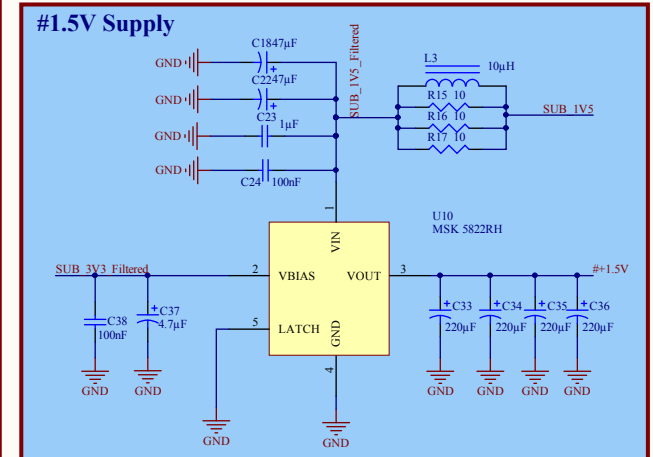 #1.5V Supply
C18 47µF
GND
C22 47µF
GND
C23
1µF
GND
GND
C24 100nF
SUB_1V5_Filtered
L3
10µH
R15 10
R16 10
R17 10
SUB_1V5
U10
MSK 5822RH
1
VIN
SUB_3V3_Filtered
2
VBIAS
VOUT
3
#+1.5V
C38
100nF
C37
4.7µF
5
LATCH
GND
4
C33
220µF
C34
220µF
C35
220µF
C36
220µF
GND
GND
GND
GND
GND
GND
GND
GND